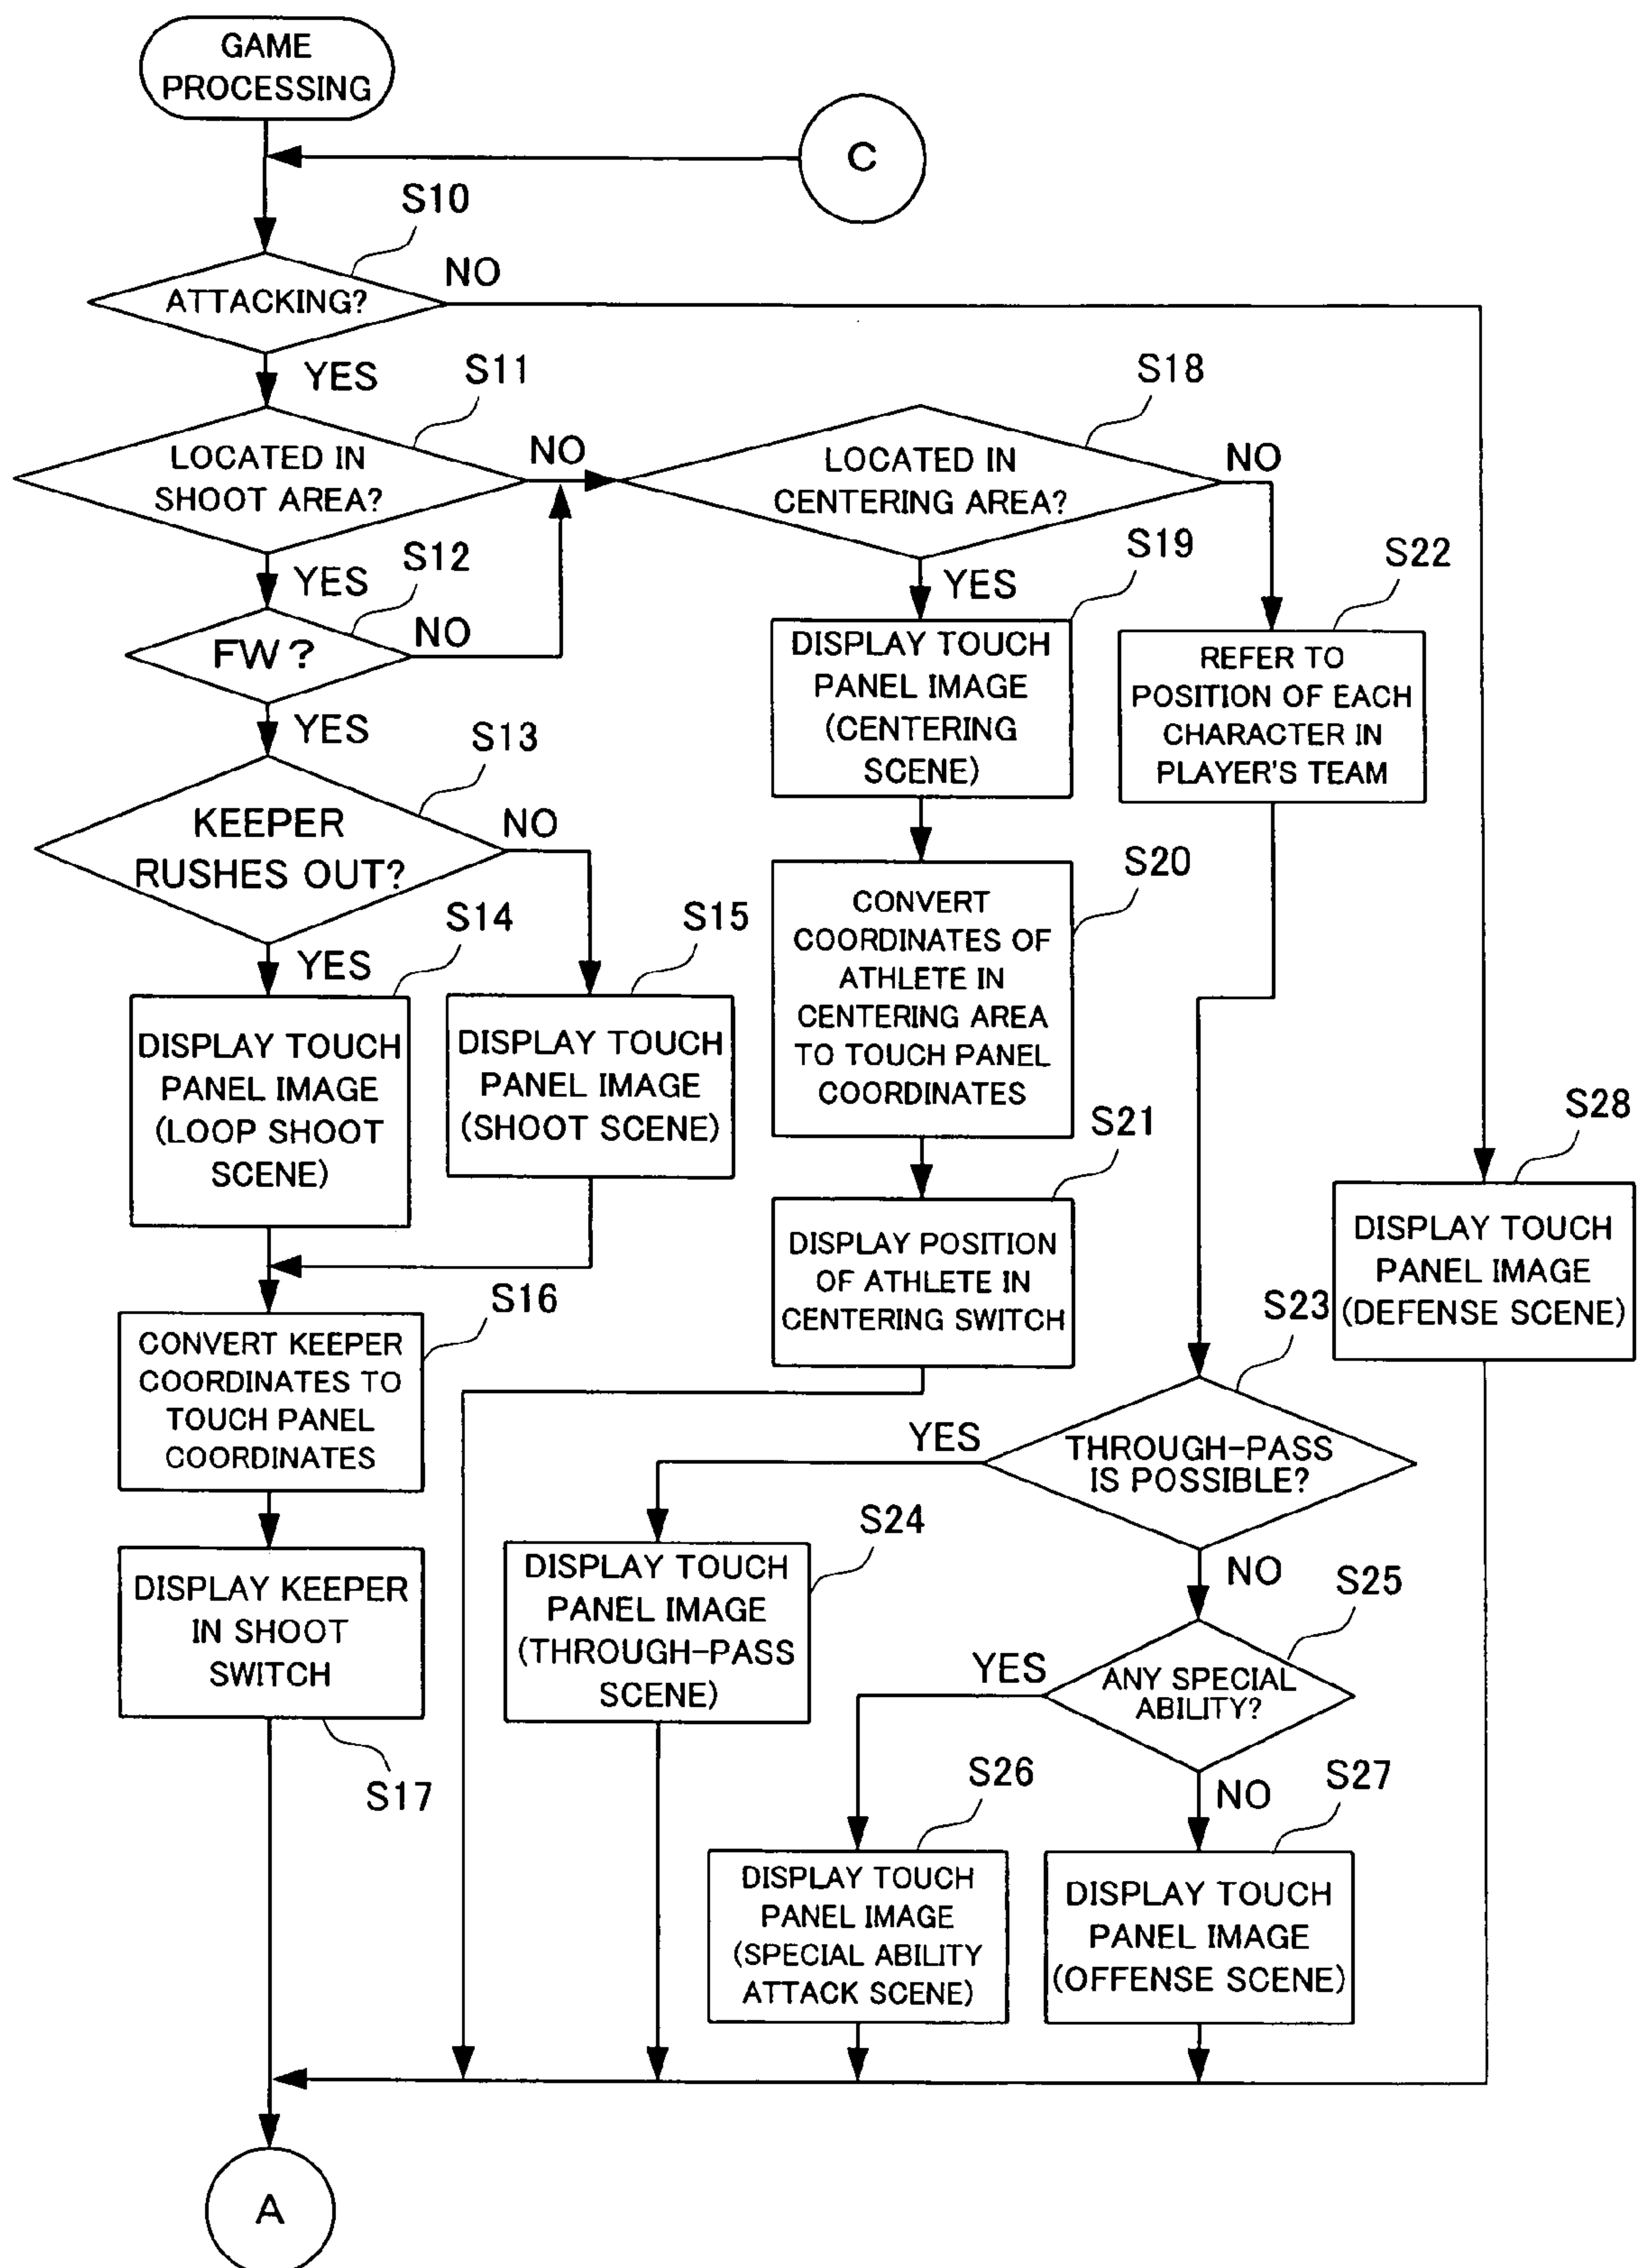 GAME
PROCESSING
C
S10
ATTACKING?
NO
YES
S11
LOCATED IN
SHOOT AREA?
NO
YES
S12
FW?
NO
YES
S13
KEEPER
RUSHES OUT?
NO
YES
S14
DISPLAY TOUCH
PANEL IMAGE
(LOOP SHOOT
SCENE)
S15
DISPLAY TOUCH
PANEL IMAGE
(SHOOT SCENE)
S16
CONVERT KEEPER
COORDINATES TO
TOUCH PANEL
COORDINATES
DISPLAY KEEPER
IN SHOOT
SWITCH
S17
S18
LOCATED IN
CENTERING AREA?
NO
YES
S19
DISPLAY TOUCH
PANEL IMAGE
(CENTERING
SCENE)
S20
CONVERT
COORDINATES OF
ATHLETE IN
CENTERING AREA
TO TOUCH PANEL
COORDINATES
S21
DISPLAY POSITION
OF ATHLETE IN
CENTERING SWITCH
S22
REFER TO
POSITION OF EACH
CHARACTER IN
PLAYER'S TEAM
S23
THROUGH-PASS
IS POSSIBLE?
YES
NO
S24
DISPLAY TOUCH
PANEL IMAGE
(THROUGH-PASS
SCENE)
S25
ANY SPECIAL
ABILITY?
YES
NO
S26
DISPLAY TOUCH
PANEL IMAGE
(SPECIAL ABILITY
ATTACK SCENE)
S27
DISPLAY TOUCH
PANEL IMAGE
(OFFENSE SCENE)
S28
DISPLAY TOUCH
PANEL IMAGE
(DEFENSE SCENE)
A